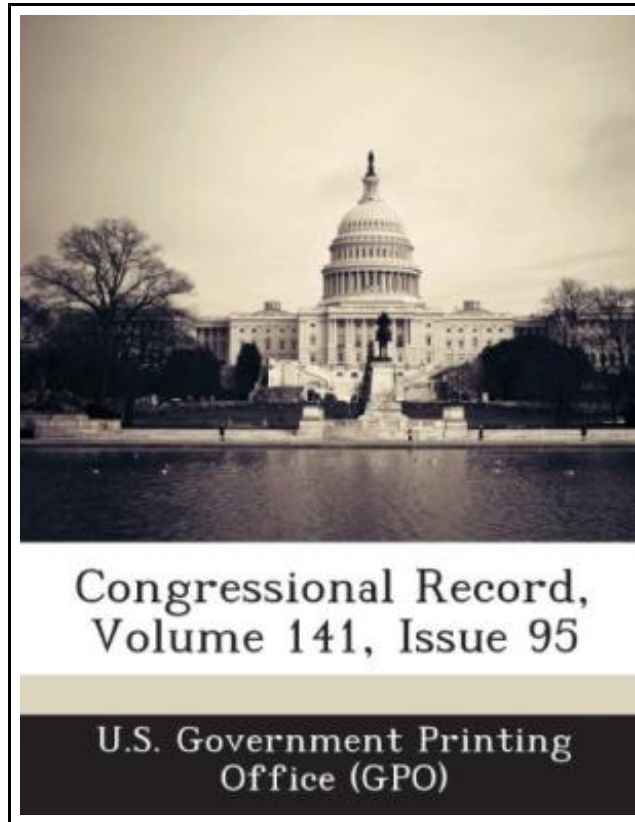 Congressional Record,
Volume 141, Issue 95
U.S. Government Printing
Office (GPO)